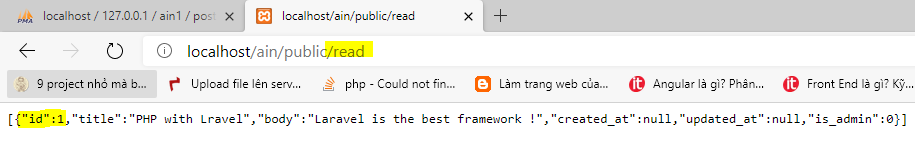 localhost / 127.0.0.1 / ain1 / post
localhost/ain/public/read
localhost/ain/public/read
9 project nhỏ mà b...
Upload file lên serv...
php - Could not fin...
Làm trang web của...
Angular là gì? Phân...
Front End là gì? Kỹ...
[{"id":1,"title":"PHP with Lravel","body":"Laravel is the best framework !","created_at":null,"updated_at":null,"is_admin":0}]